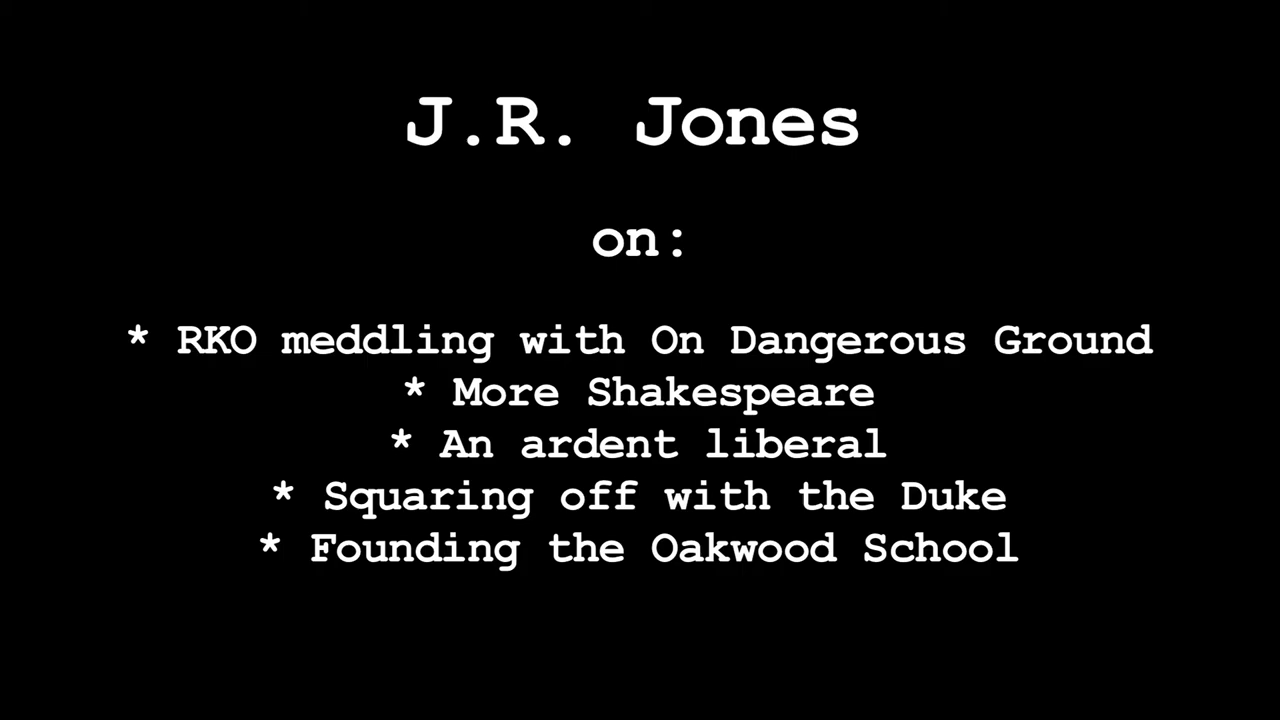 J.R. Jones
on:
* RKO meddling with On Dangerous Ground
* More Shakespeare
* An ardent liberal
* Squaring off with the Duke
* Founding the Oakwood School